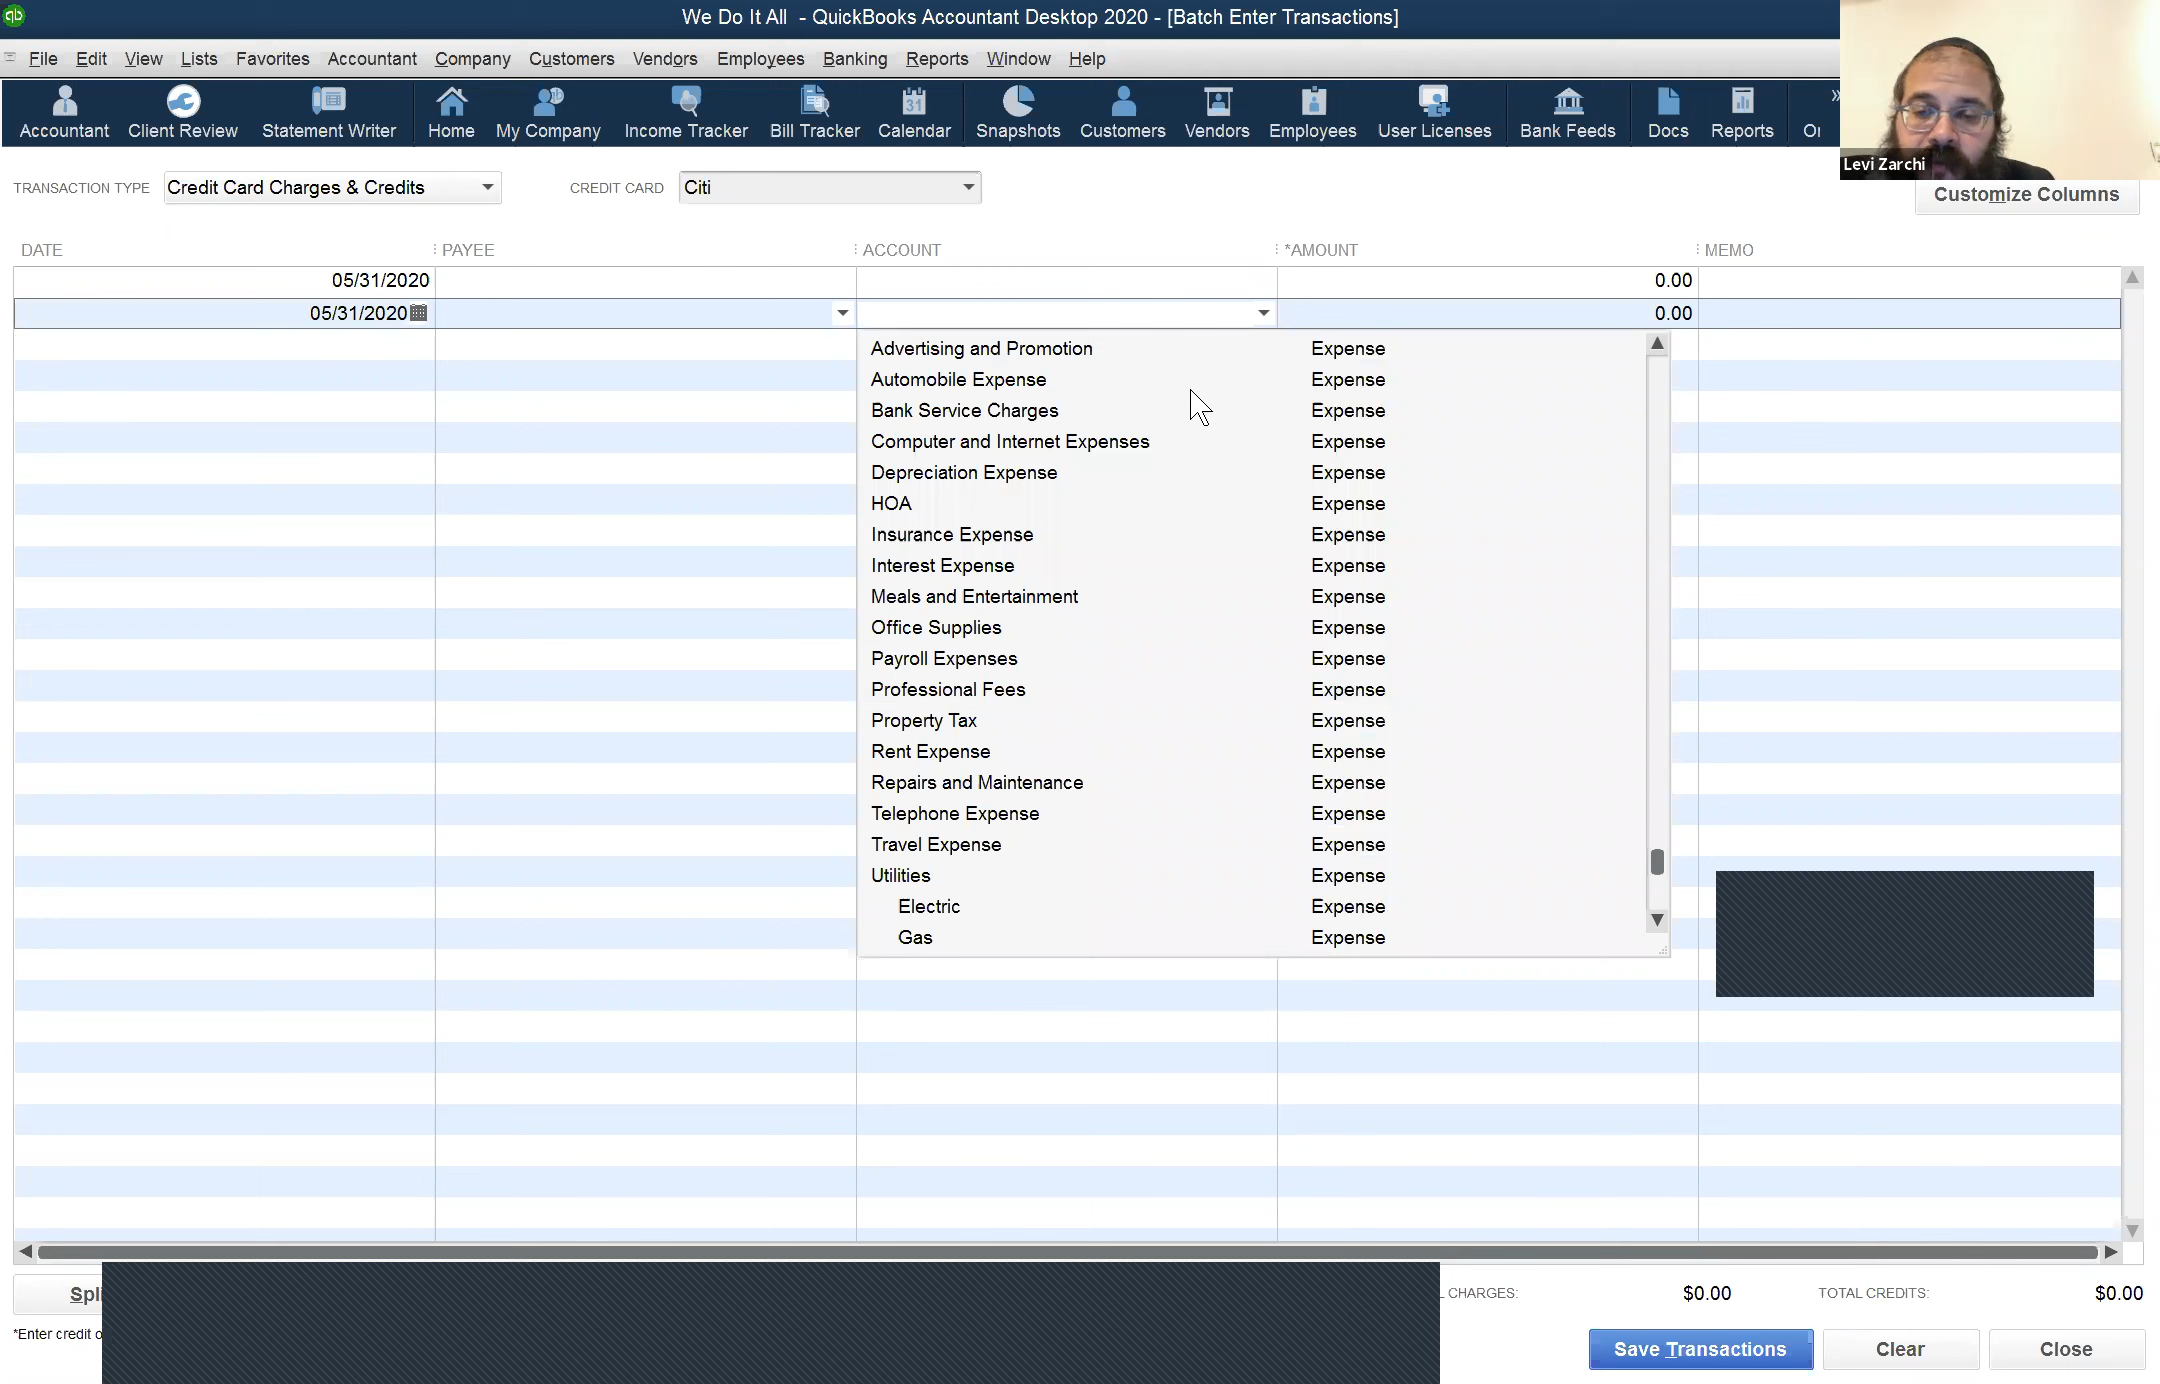 We Do It All - QuickBooks Accountant Desktop 2020 - [Batch Enter Transactions]
File Edit View Lists Favorites Accountant Company Customers Vendors Employees Banking Reports Window Help
Accountant Client Review Statement Writer Home My Company Income Tracker Bill Tracker Calendar Snapshots Customers Vendors Employees User Licenses Bank Feeds Docs Reports
31
Levi Zarchi
TRANSACTION TYPE Credit Card Charges & Credits CREDIT CARD Citi
Customize Columns
DATE PAYEE ACCOUNT *AMOUNT MEMO
05/31/2020 0.00
05/31/2020 0.00
Advertising and Promotion Expense
Automobile Expense Expense
Bank Service Charges Expense
Computer and Internet Expenses Expense
Depreciation Expense Expense
HOA Expense
Insurance Expense Expense
Interest Expense Expense
Meals and Entertainment Expense
Office Supplies Expense
Payroll Expenses Expense
Professional Fees Expense
Property Tax Expense
Rent Expense Expense
Repairs and Maintenance Expense
Telephone Expense Expense
Travel Expense Expense
Utilities Expense
Electric Expense
Gas Expense
CHARGES: $0.00 TOTAL CREDITS: $0.00
*Enter credit
Save Transactions Clear Close